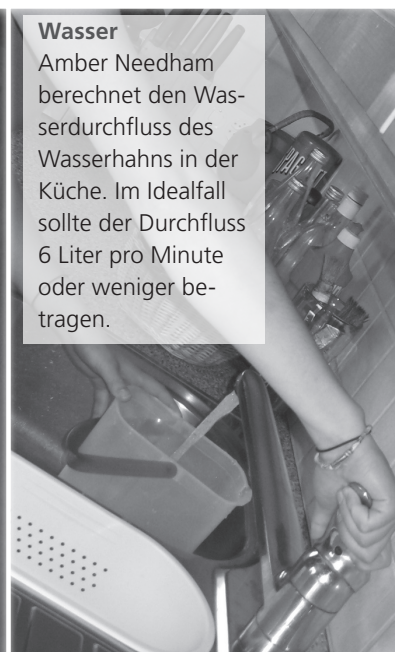 Wasser
Amber Needham
berechnet den Was-
serdurchfluss des
Wasserhahns in der
Küche. Im Idealfall
sollte der Durchfluss
6 Liter pro Minute
oder weniger be-
tragen.